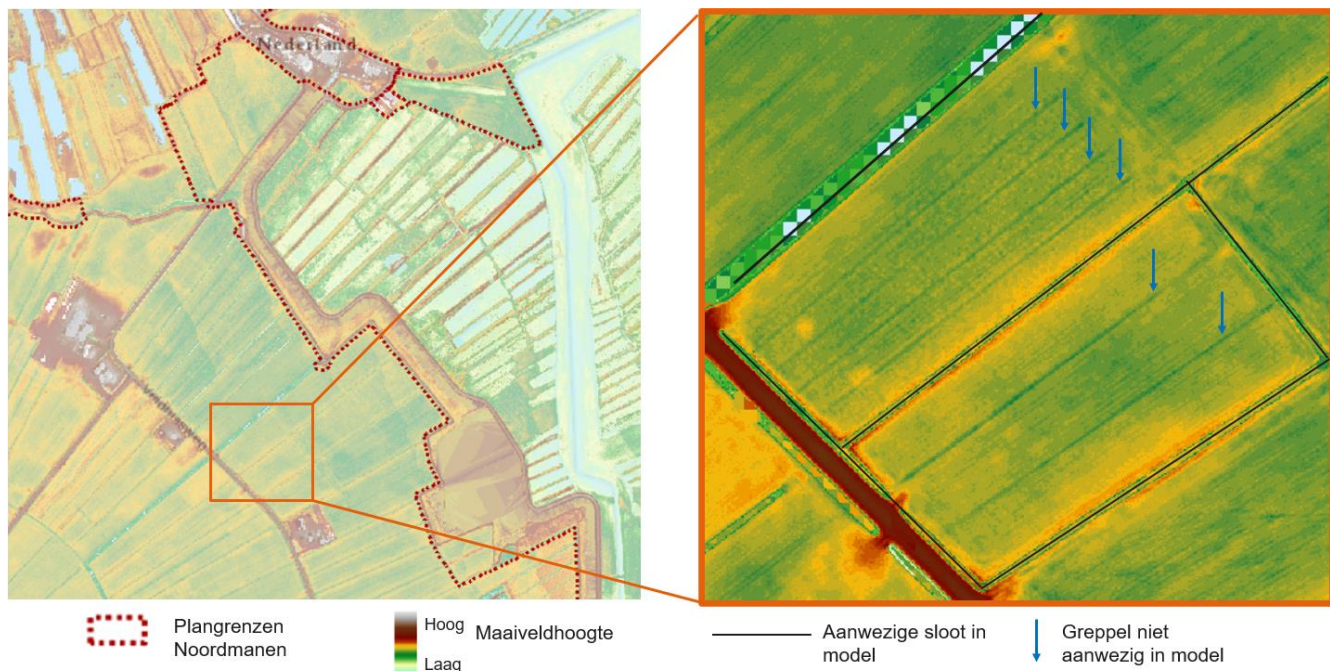 Nederland
Plangrenzen
Noordmanen
Hoog
Laag
Maaiveldhoogte
Aanwezige sloot in
model
Greppel niet
aanwezig in model